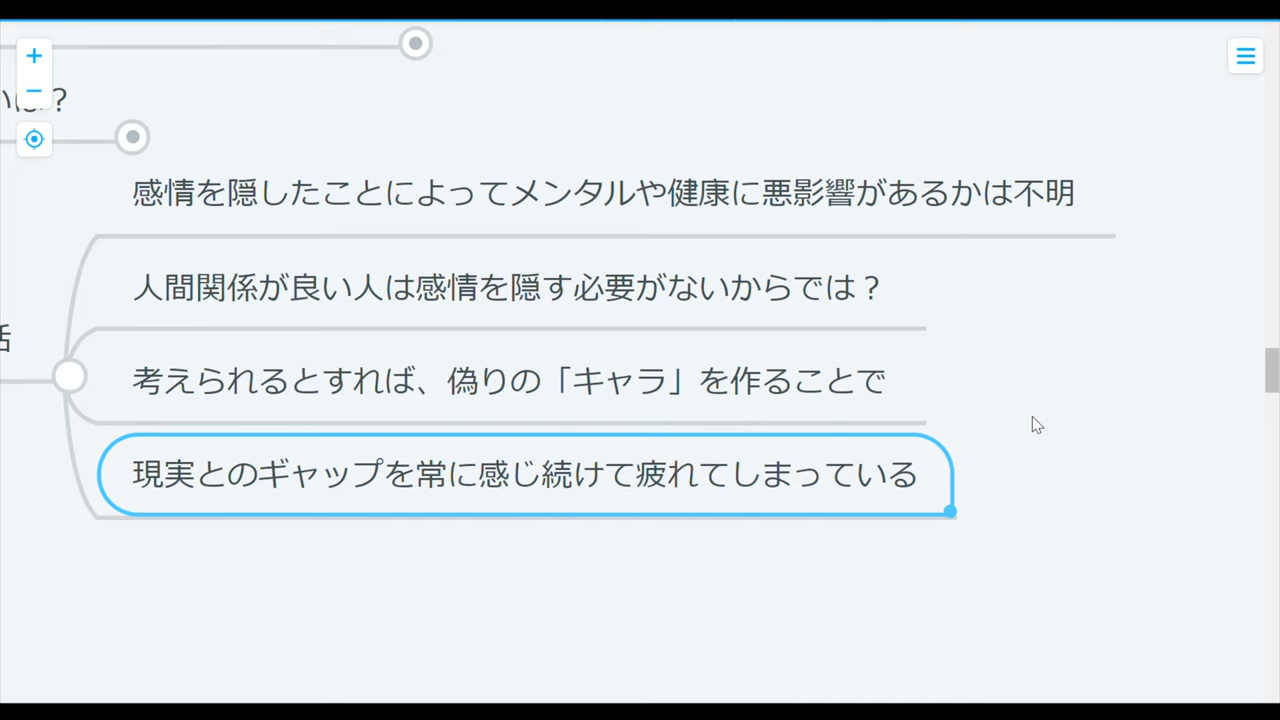 ？
感情を隠したことによってメンタルや健康に悪影響があるかは不明
人間関係が良い人は感情を隠す必要がないからでは？
考えられるとすれば、偽りの「キャラ」を作ることで
現実とのギャップを常に感じ続けて疲れてしまっている